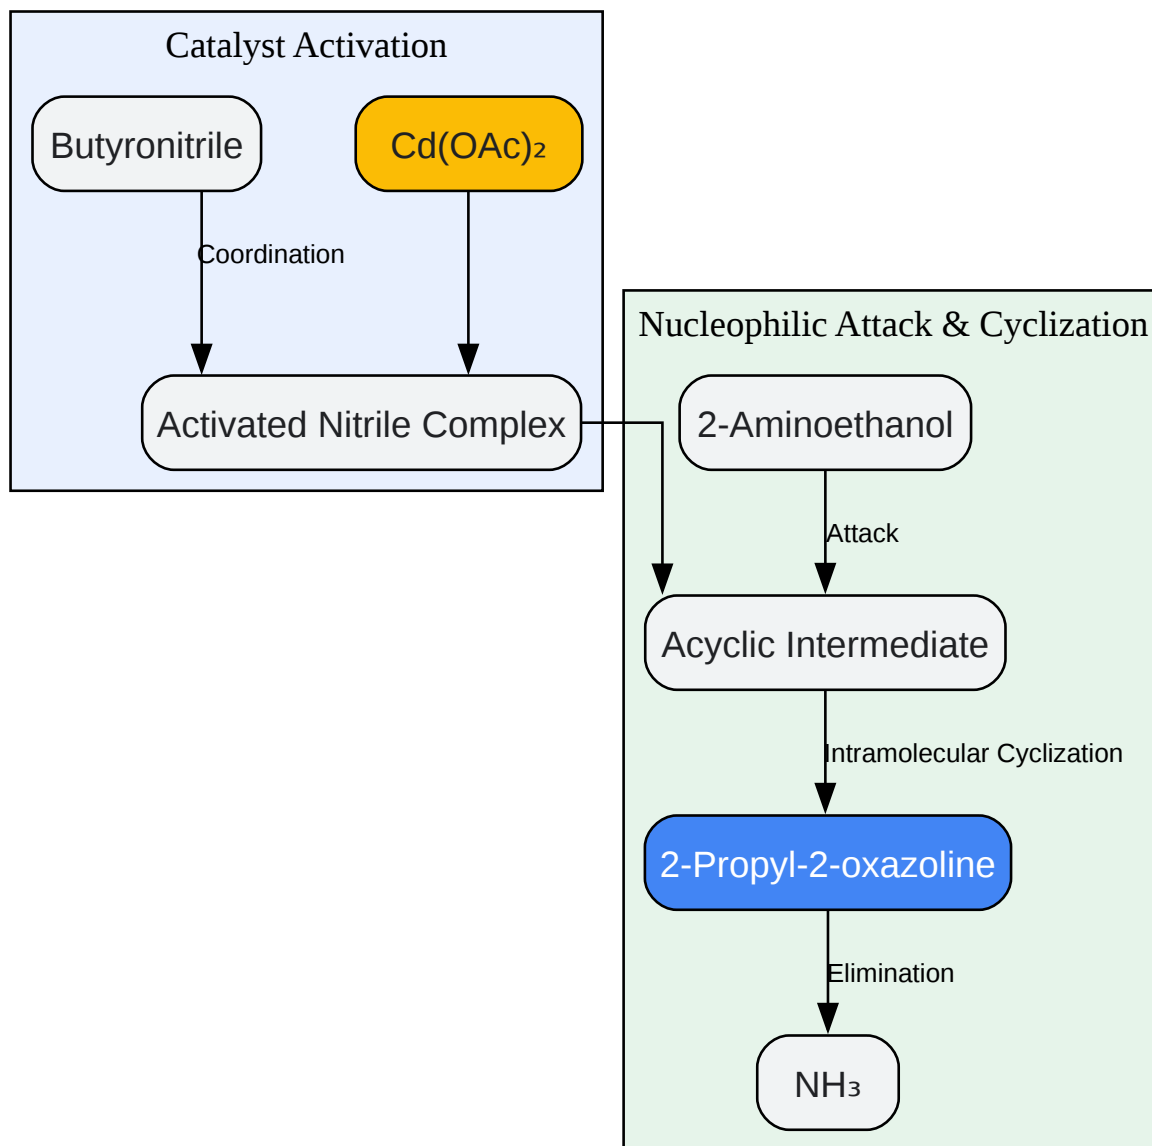 Catalyst Activation
Butyronitrile
Cd(OAc)₂
Coordination
Activated Nitrile Complex
Nucleophilic Attack & Cyclization
2-Aminoethanol
Attack
Acyclic Intermediate
Intramolecular Cyclization
2-Propyl-2-oxazoline
Elimination
NH₃